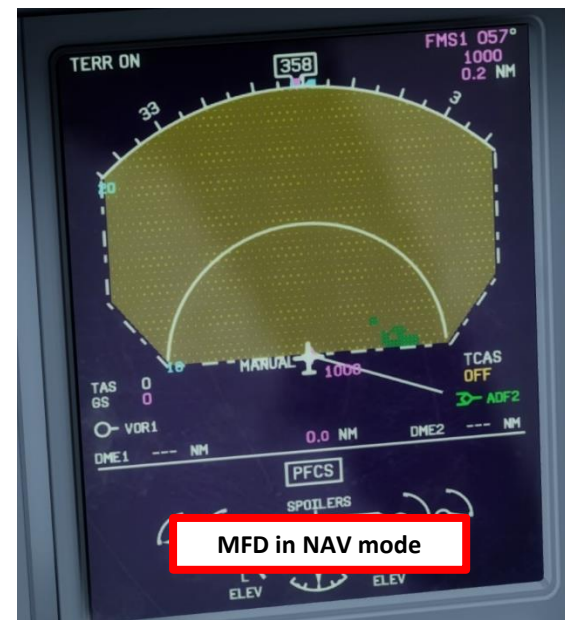 TERR ON
358
FMS1 057°
1000
0.2 NM
33
3
20
10
MANUAL
1000
TCAS
OFF
TAS 0
GS 0
ADF2
VOR1
DME1 --- NM
0.0 NM
DME2 --- NM
PFCS
SPOILERS
MFD in NAV mode
L
ELEV
ELEV